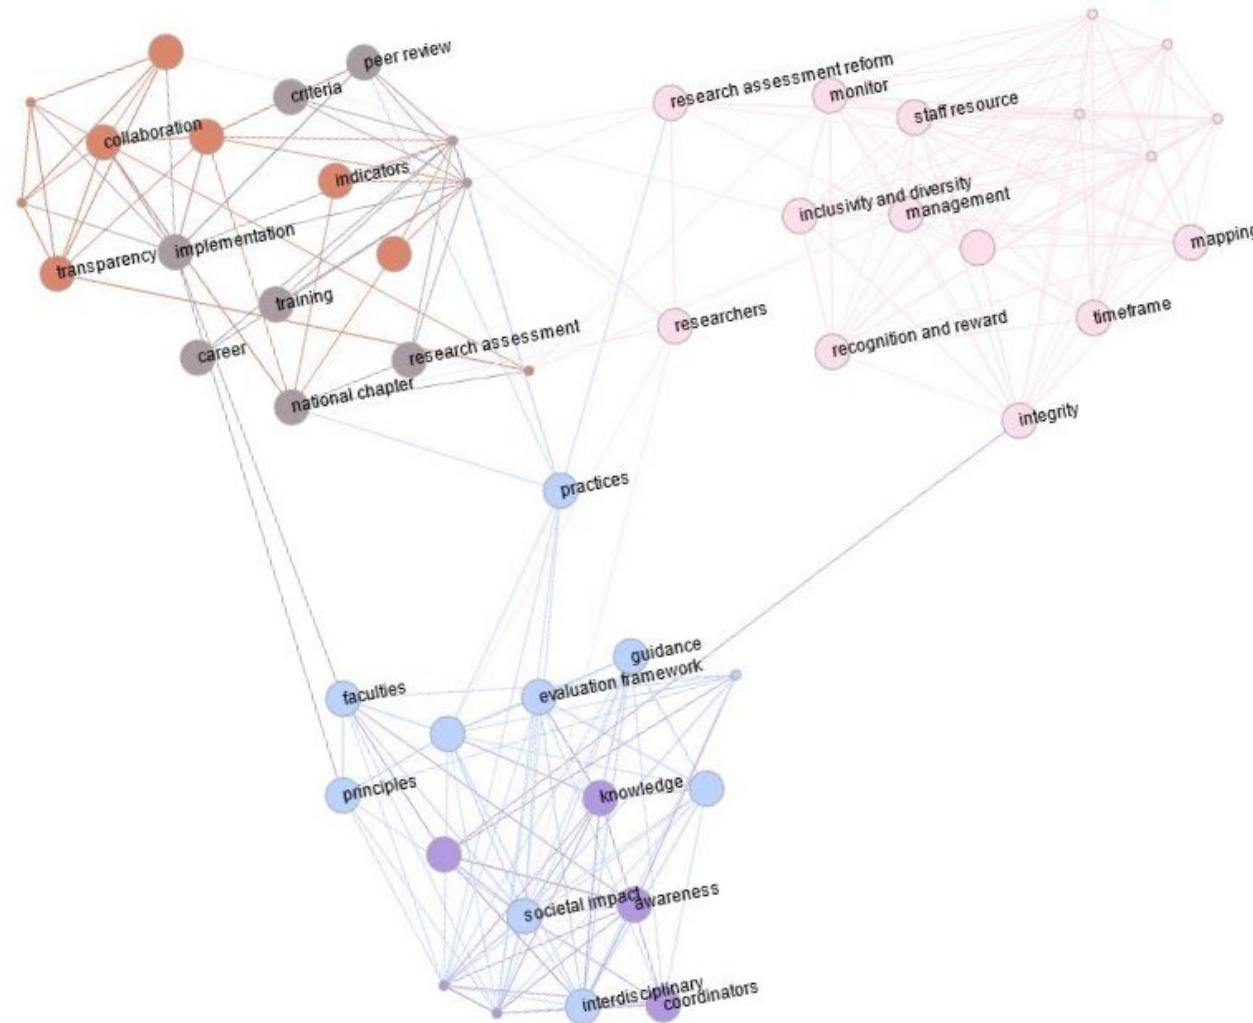 peer review
criteria
research assessment reform
monitor
staff resource
collaboration
indicators
inclusivity and diversity
management
implementation
mapping
transparency
training
researchers
timeframe
recognition and reward
career
research assessment
national chapter
integrity
practices
guidance
faculties
evaluation framework
principles
knowledge
societal impact
awareness
interdisciplinary
coordinators